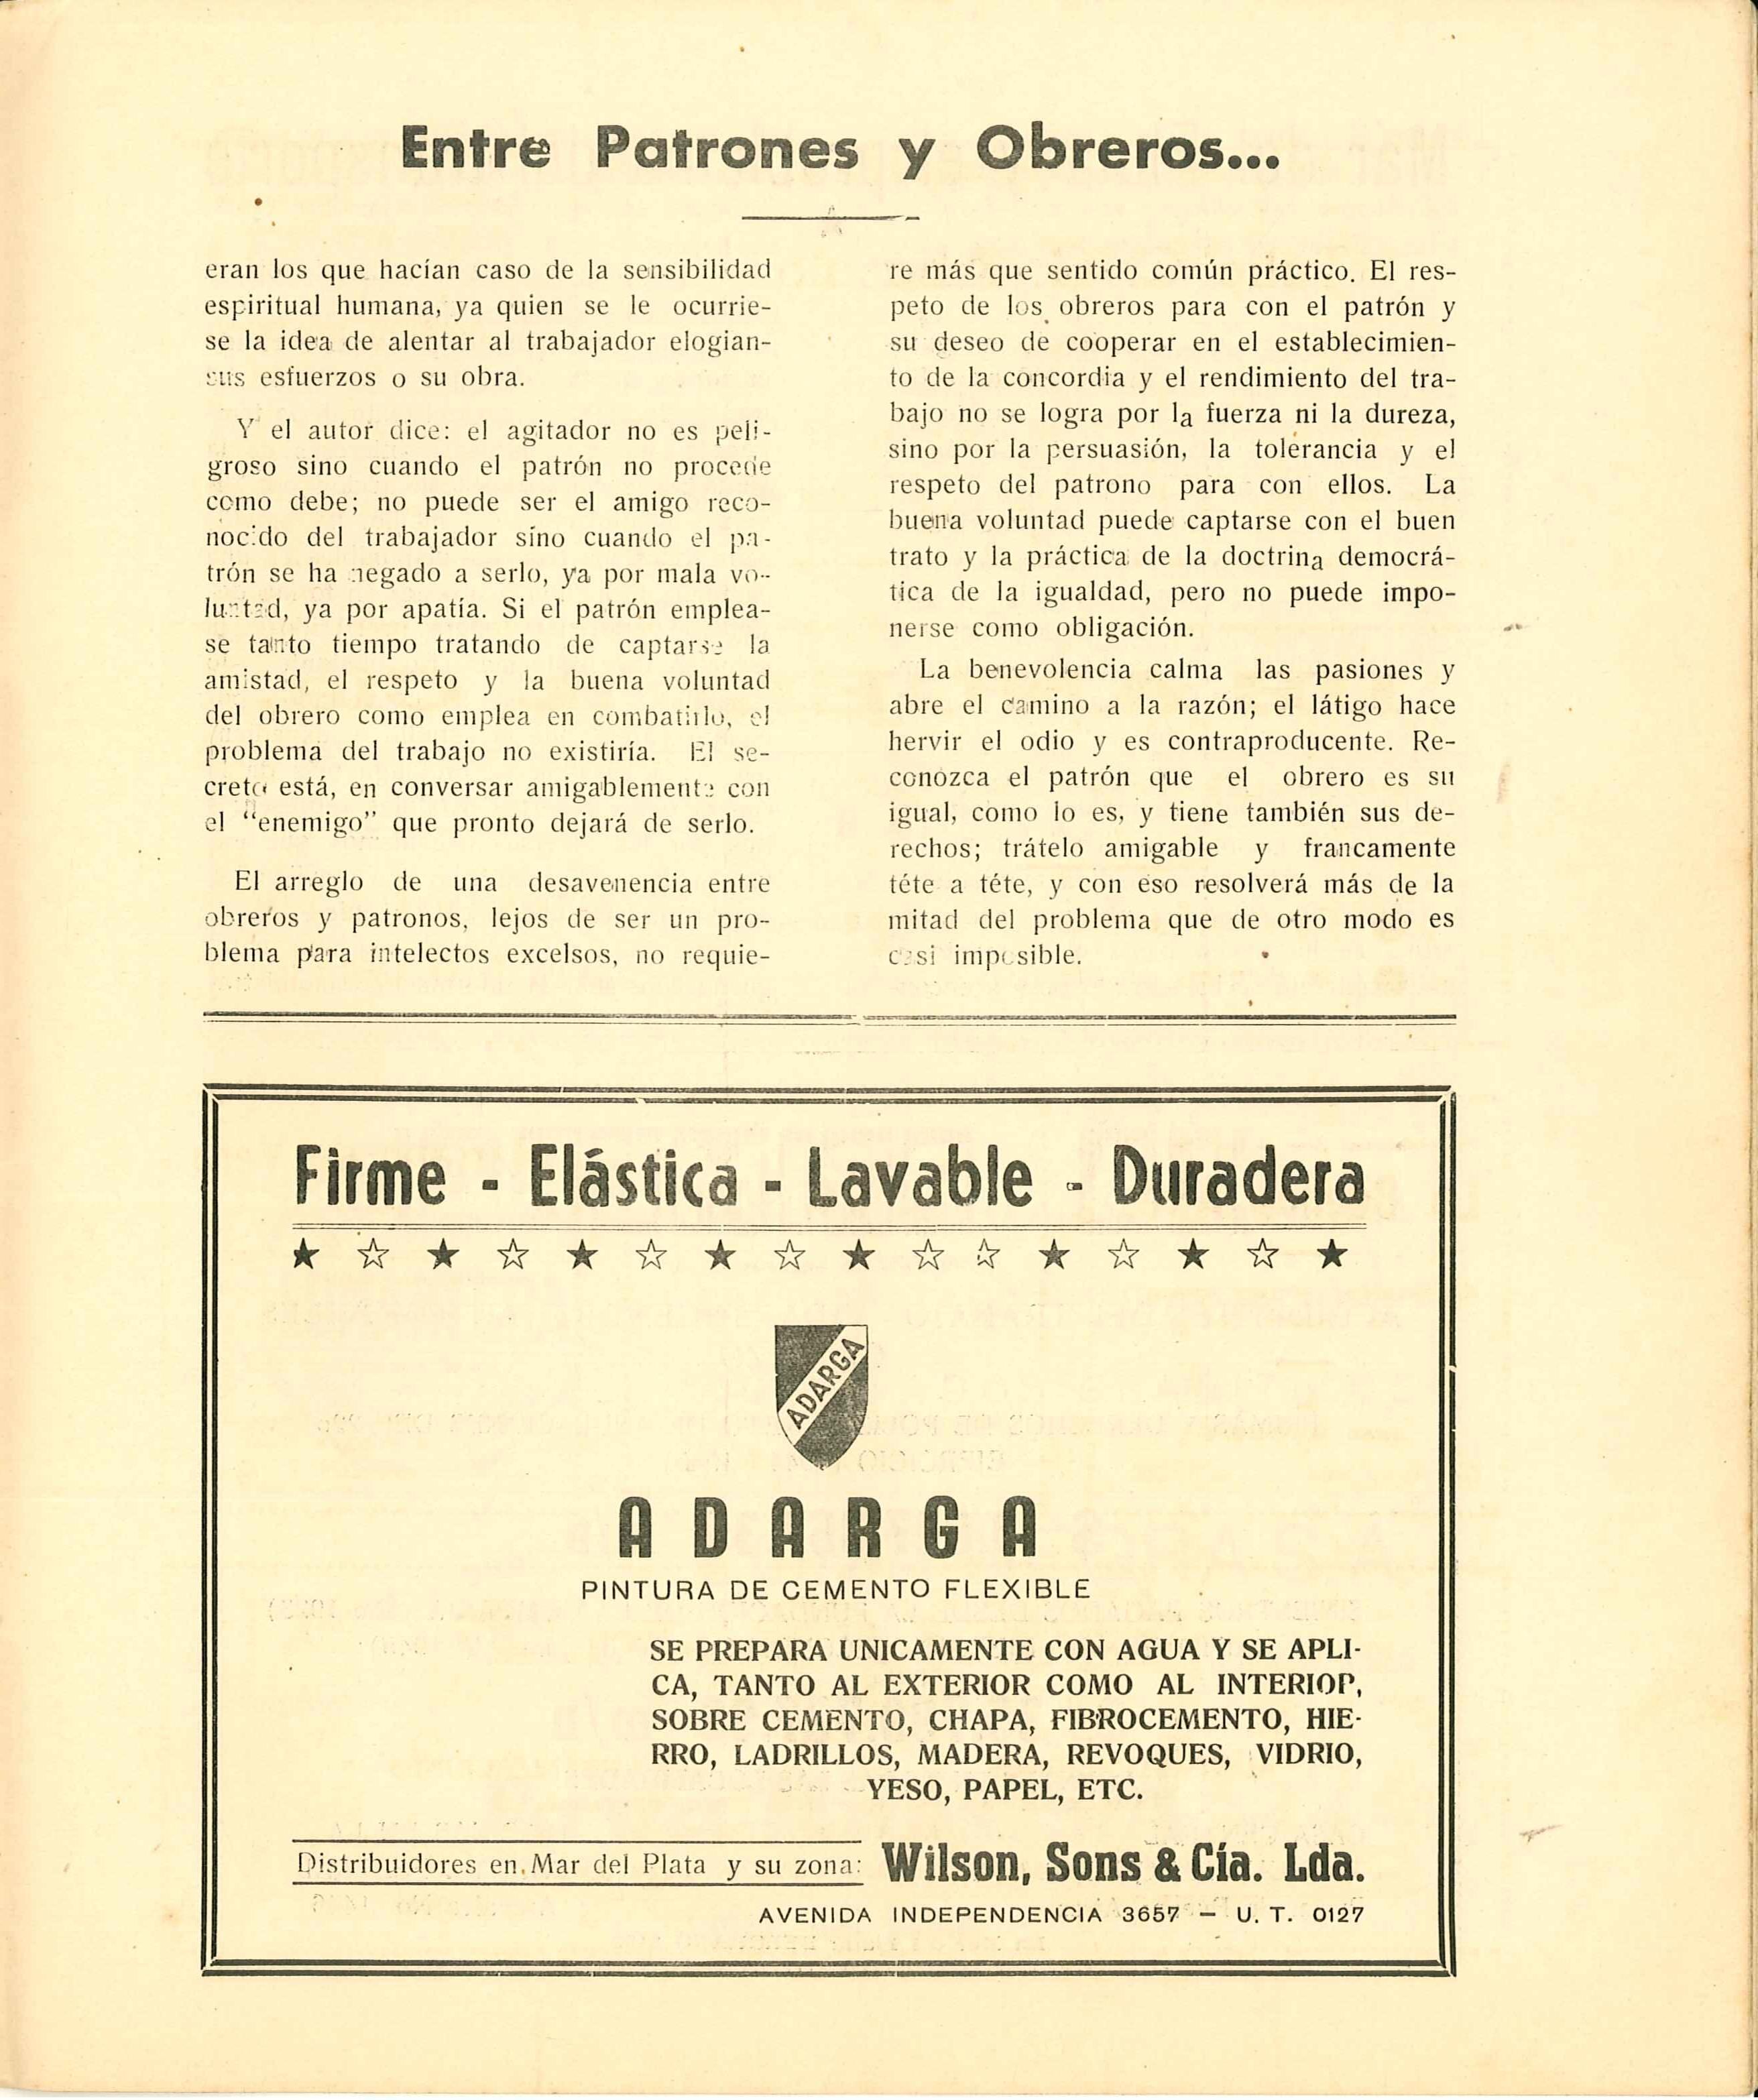 Entre Patrones y Obreros...
eran los que hacían caso de la sensibilidad
espiritual humana, ya quien se le ocurrie-
se la idea de alentar al trabajador elogian-
sus esfuerzos o su obra.
Y el autor dice: el agitador no es peli-
groso sino cuando el patrón no procede
como debe; no puede ser el amigo reco-
nocido del trabajador sino cuando el pa-
trón se ha negado a serlo, ya por mala vo-
luntad, ya por apatía. Si el patrón emplea-
se tanto tiempo tratando de captarse la
amistad, el respeto y la buena voluntad
del obrero como emplea en combatirlo, el
problema del trabajo no existiría. El se-
creto está, en conversar amigablemente con
el "enemigo" que pronto dejará de serlo.
El arreglo de una desavenencia entre
obreros y patronos, lejos de ser un pro-
blema para intelectos excelsos, no requie-
re más que sentido común práctico. El res-
peto de los obreros para con el patrón y
su deseo de cooperar en el establecimien-
to de la concordia y el rendimiento del tra-
bajo no se logra por la fuerza ni la dureza,
sino por la persuasión, la tolerancia y el
respeto del patrono para con ellos. La
buena voluntad puede captarse con el buen
trato y la práctica de la doctrina democrá-
tica de la igualdad, pero no puede impo-
nerse como obligación.
La benevolencia calma las pasiones y
abre el camino a la razón; el látigo hace
hervir el odio y es contraproducente. Re-
conozca el patrón que el obrero es su
igual, como lo es, y tiene también sus de-
rechos; trátelo amigable y francamente
téte a téte, y con eso resolverá más de la
mitad del problema que de otro modo es
casi imposible.
Firme - Elástica - Lavable - Duradera
ADARGA
ADARGA
PINTURA DE CEMENTO FLEXIBLE
SE PREPARA UNICAMENTE CON AGUA Y SE APLI-
CA, TANTO AL EXTERIOR COMO AL INTERIOR,
SOBRE CEMENTO, CHAPA, FIBROCEMENTO, HIE-
RRO, LADRILLOS, MADERA, REVOQUES, VIDRIO,
YESO, PAPEL, ETC.
Distribuidores en Mar del Plata y su zona: Wilson, Sons & Cía. Lda.
AVENIDA INDEPENDENCIA 3657 — U. T. 0127